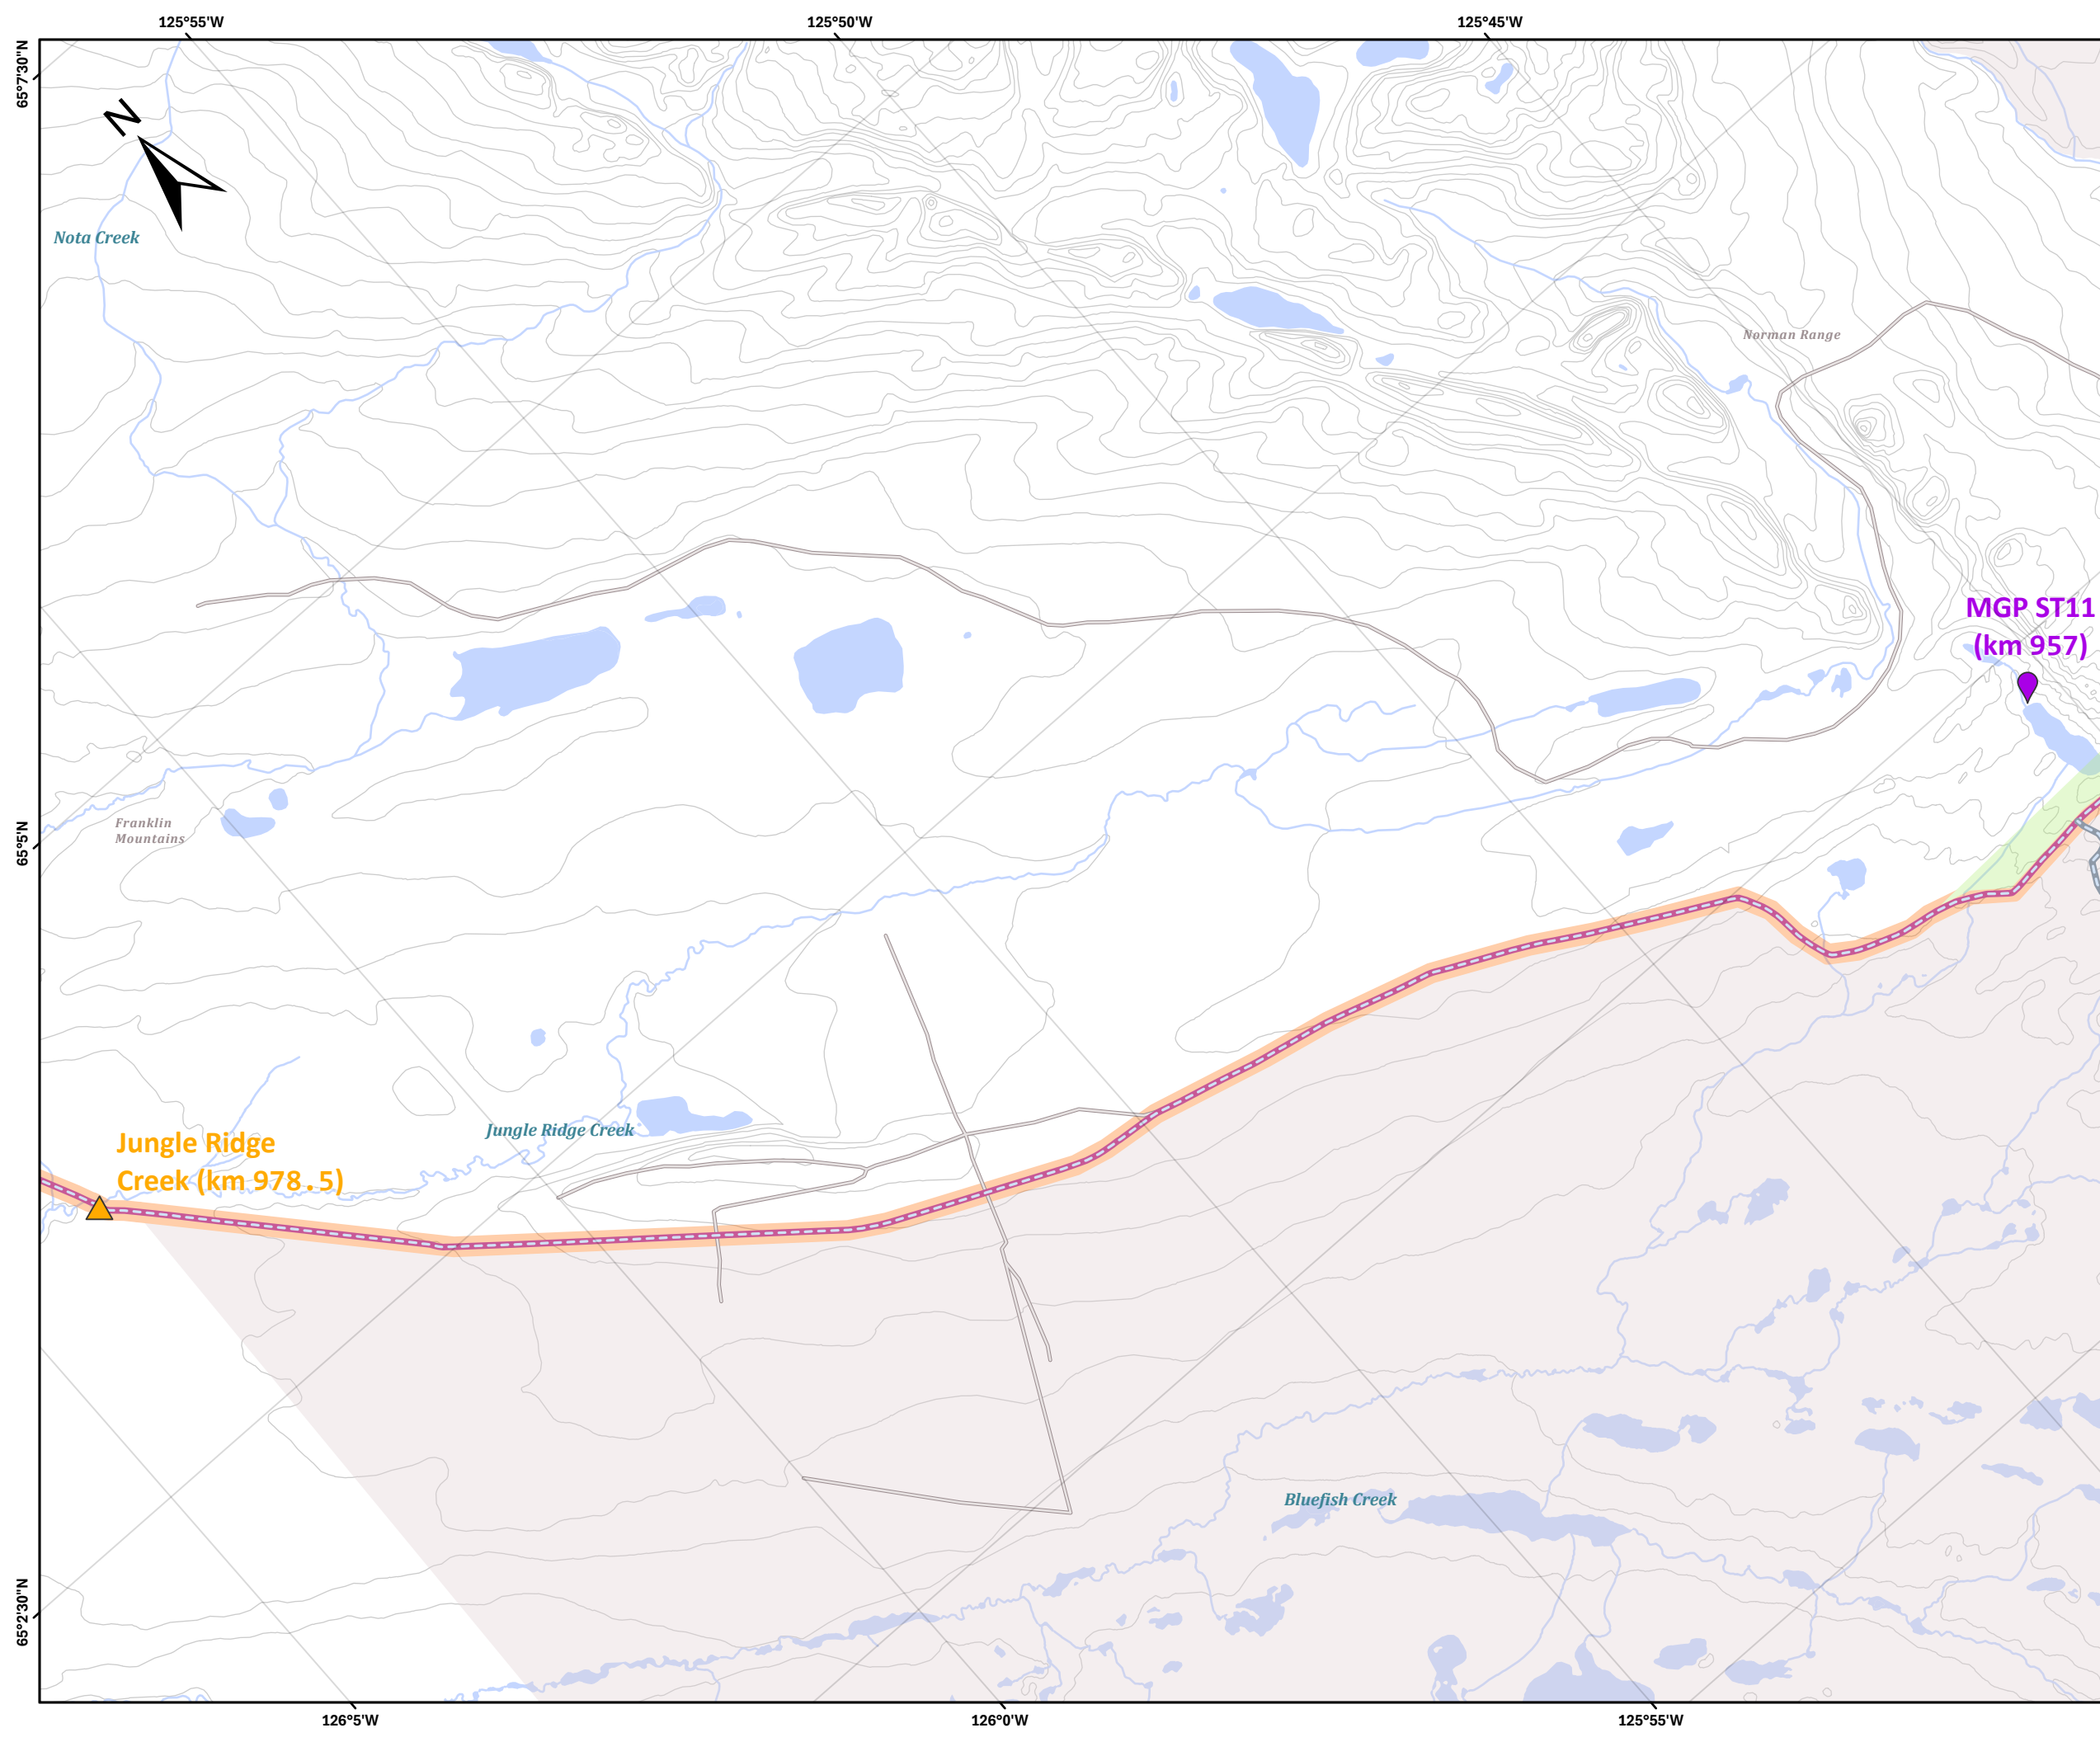 125°55'W
125°50'W
125°45'W
65°7'30"N
N
Nota Creek
Norman Range
MGP ST11
(km 957)
Franklin
Mountains
65°5'N
Jungle Ridge Creek
Jungle Ridge
Creek (km 978.5)
Bluefish Creek
65°2'30"N
126°5'W
126°0'W
125°55'W